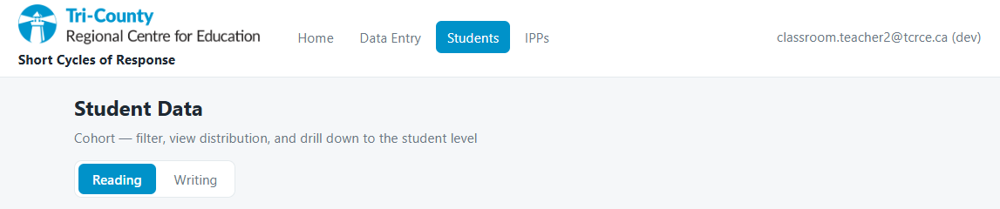 Tri-County
Regional Centre for Education
Short Cycles of Response
Home Data Entry Students IPPs
classroom.teacher2@tcrce.ca (dev)
Student Data
Cohort — filter, view distribution, and drill down to the student level
Reading Writing